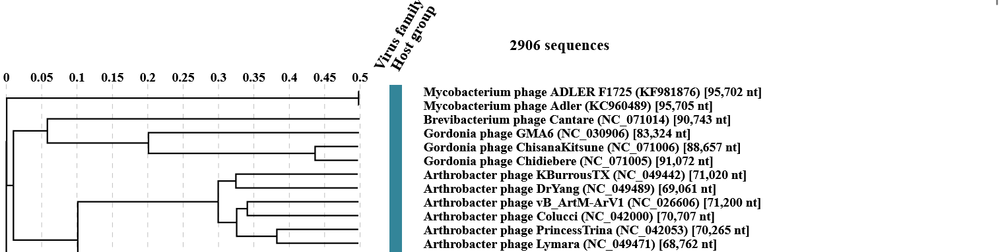 Virus family
Host group
2906 sequences
0 0.05 0.1 0.15 0.2 0.25 0.3 0.35 0.4 0.45 0.5
Mycobacterium phage ADLER F1725 (KF981876) [95,702 nt]
Mycobacterium phage Adler (KC960489) [95,705 nt]
Brevibacterium phage Cantare (NC_071014) [90,743 nt]
Gordonia phage GMA6 (NC_030906) [83,324 nt]
Gordonia phage ChisanaKitsune (NC_071006) [88,657 nt]
Gordonia phage Chidiebere (NC_071005) [91,072 nt]
Arthrobacter phage KBurrousTX (NC_049442) [71,020 nt]
Arthrobacter phage DrYang (NC_049489) [69,061 nt]
Arthrobacter phage vB_ArtM-ArV1 (NC_026606) [71,200 nt]
Arthrobacter phage Colucci (NC_042000) [70,707 nt]
Arthrobacter phage PrincessTrina (NC_042053) [70,265 nt]
Arthrobacter phage Lymara (NC_049471) [68,762 nt]